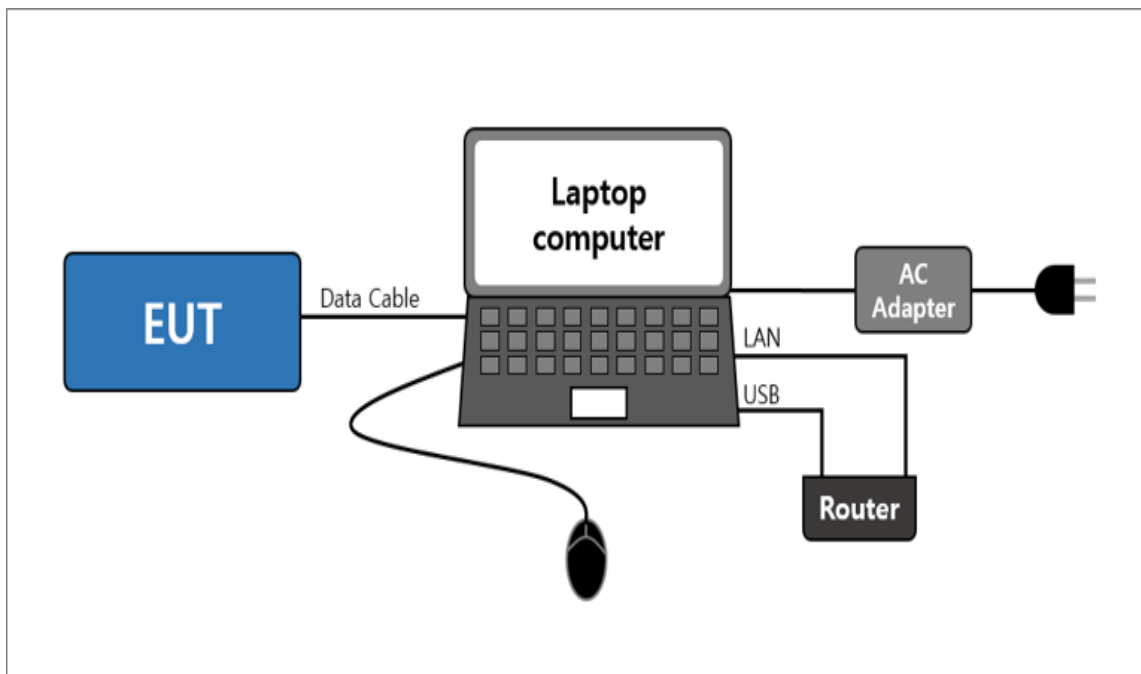 Laptop
computer
EUT
Data Cable
AC
Adapter
LAN
USB
Router